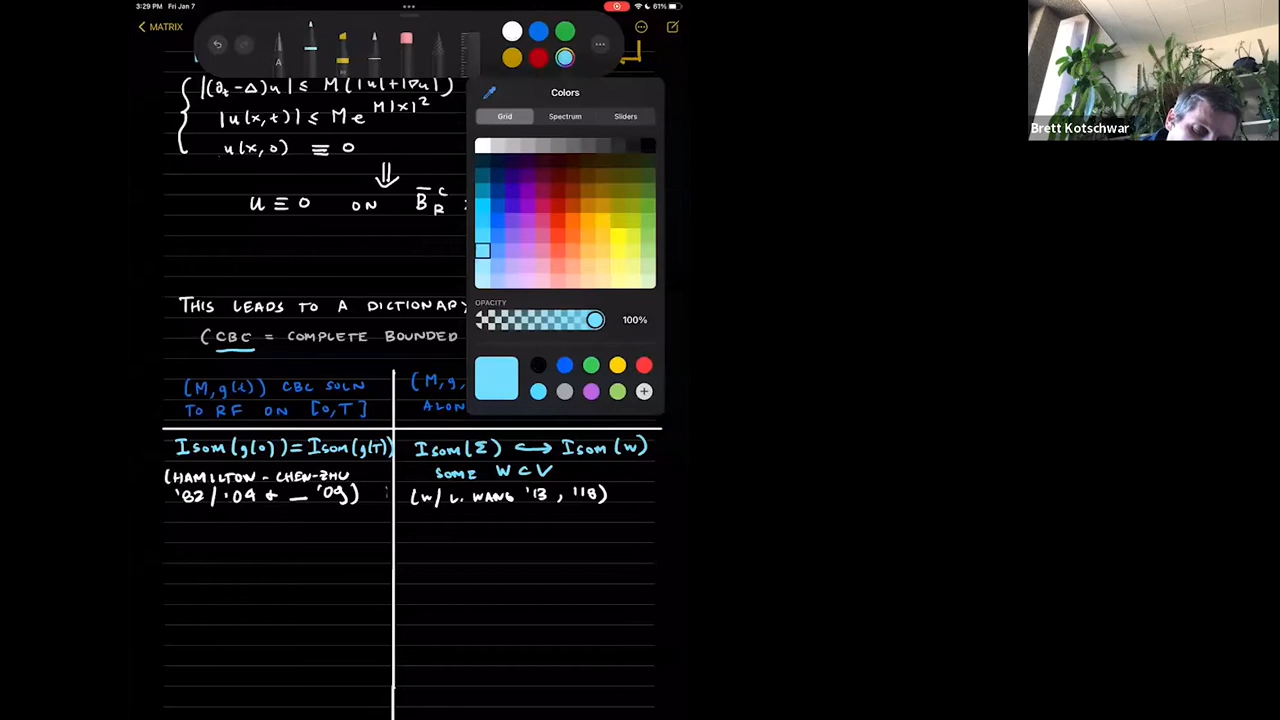 3:29 PM Fri Jan 7
61%
MATRIX
|(∂t-Δ)u| ≤ M(|u|+|∇u|)
|u(x,t)| ≤ M e^{M|x|^2}
u(x,0) ≡ 0
⇓
u ≡ 0 ON B̄_R^C
Colors
Grid Spectrum Sliders
OPACITY
100%
THIS LEADS TO A DICTIONARY
(CBC = COMPLETE BOUNDED
(M,g(t)) CBC SOLN
TO RF ON [0,T]
(M,g,
ALON
Isom(g(0)) = Isom(g(T))
(HAMILTON - CHEN-ZHU
'82/'04 + — '09)
Isom(Σ) ↔ Isom(W)
SOME W ⊂ V
(W/ L. WANG '13, '18)
Brett Kotschwar